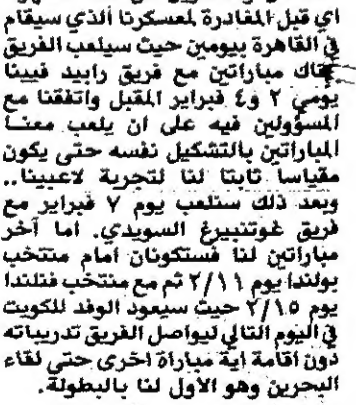 اي قبل المغادرة لمعسكرنا الذي سيقام
في القاهرة بيومين حيث سيلعب الفريق
هناك مباراتين مع فريق رابيد فيينا
يومي ٢ و٤ فبراير المقبل واتفقنا مع
المسؤولين فيه على ان يلعب معنا
المباراتين بالتشكيل نفسه حتى يكون
مقياسا ثابتا لنا لتجربة لاعبينا..
وبعد ذلك سنلعب يوم ٧ فبراير مع
فريق غوتنبيرغ السويدي. اما آخر
مباراتين لنا فستكونان امام منتخب
بولندا يوم ٢/١١ ثم مع منتخب فنلندا
يوم ٢/١٥ حيث سيعود الوفد للكويت
في اليوم التالي ليواصل الفريق تدريباته
دون اقامة اية مباراة اخرى حتى لقاء
البحرين وهو الاول لنا بالبطولة.